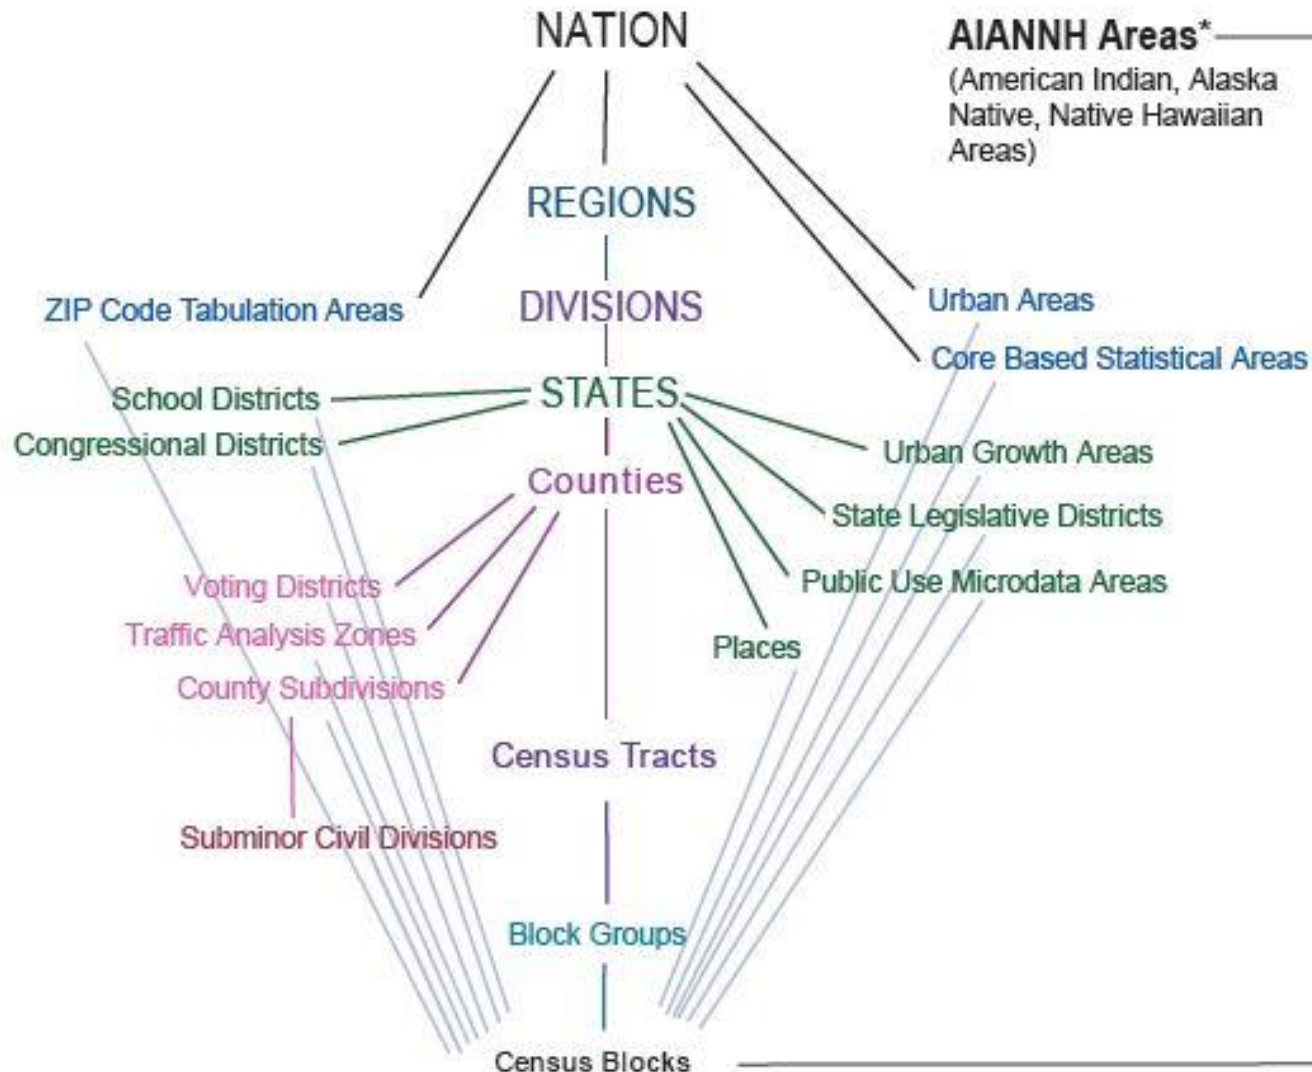 NATION
AIANNH Areas*
(American Indian, Alaska
Native, Native Hawaiian
Areas)
REGIONS
ZIP Code Tabulation Areas
DIVISIONS
Urban Areas
Core Based Statistical Areas
School Districts
STATES
Congressional Districts
Urban Growth Areas
Counties
State Legislative Districts
Voting Districts
Public Use Microdata Areas
Traffic Analysis Zones
Places
County Subdivisions
Census Tracts
Subminor Civil Divisions
Block Groups
Census Blocks